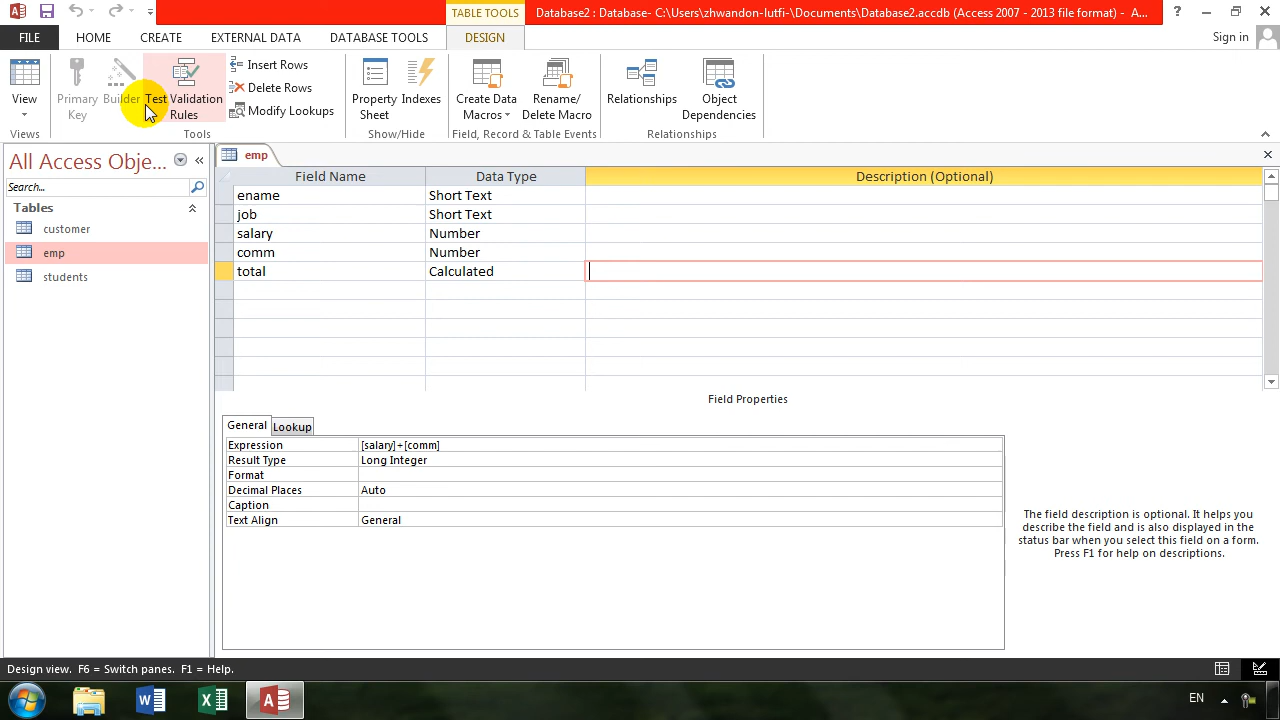 TABLE TOOLS
Database2 : Database- C:\Users\zhwandon-lutfi-\Documents\Database2.accdb (Access 2007 - 2013 file format) - A...
FILE
HOME
CREATE
EXTERNAL DATA
DATABASE TOOLS
DESIGN
Sign in
View
Primary Key
Builder
Test Validation Rules
Insert Rows
Delete Rows
Modify Lookups
Property Sheet
Indexes
Create Data Macros
Rename/ Delete Macro
Relationships
Object Dependencies
Views
Tools
Show/Hide
Field, Record & Table Events
Relationships
All Access Obje...
Search...
Tables
customer
emp
students
emp
Field Name Data Type Description (Optional)
ename Short Text
job Short Text
salary Number
comm Number
total Calculated
Field Properties
General Lookup
Expression [salary]+[comm]
Result Type Long Integer
Format
Decimal Places Auto
Caption
Text Align General
The field description is optional. It helps you
describe the field and is also displayed in the
status bar when you select this field on a form.
Press F1 for help on descriptions.
Design view. F6 = Switch panes. F1 = Help.
EN